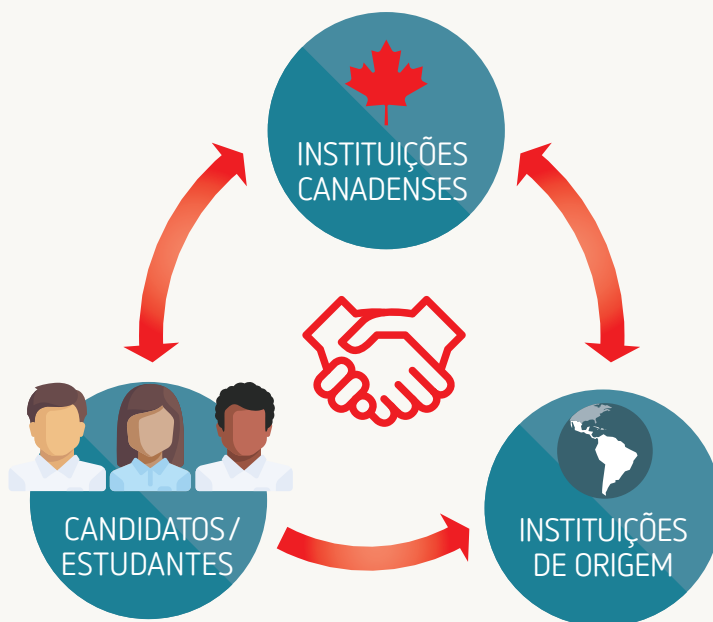 INSTITUIÇÕES
CANADENSES
CANDIDATOS/
ESTUDANTES
INSTITUIÇÕES
DE ORIGEM